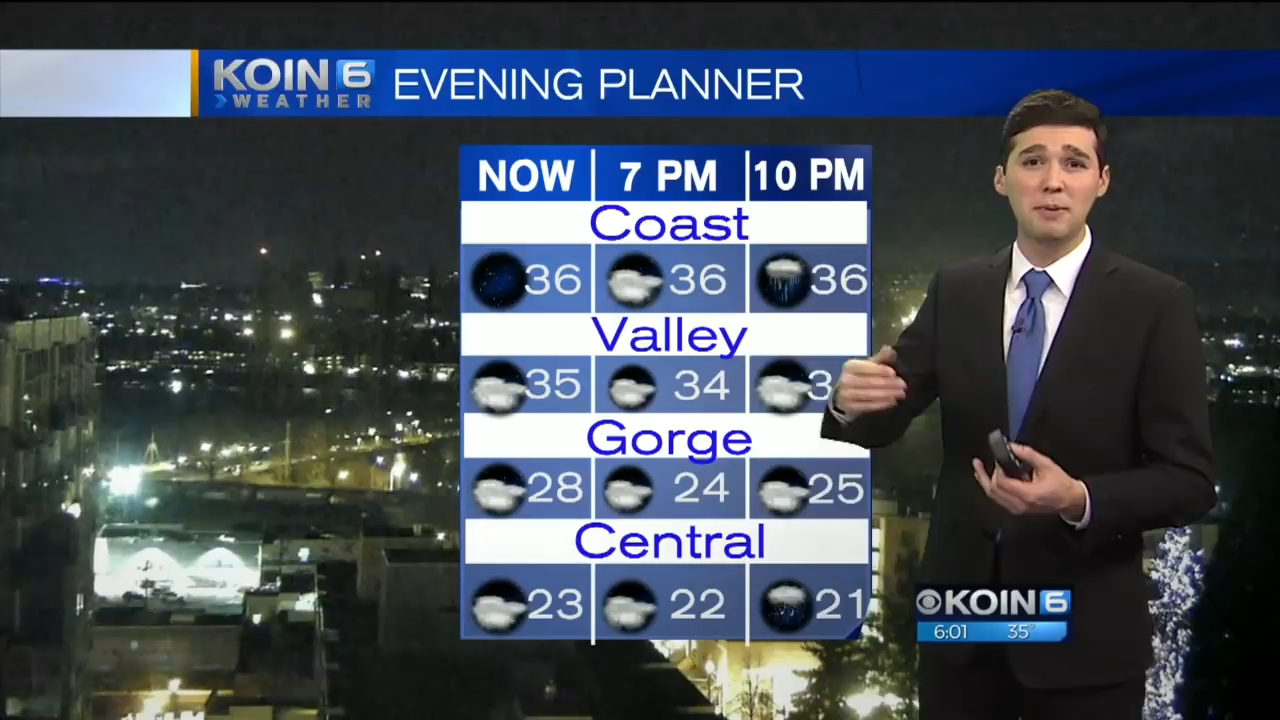 KOIN 6
WEATHER
EVENING PLANNER
NOW 7 PM 10 PM
Coast
36 36 36
Valley
35 34
Gorge
28 24 25
Central
23 22 21
KOIN 6
6:01 35°